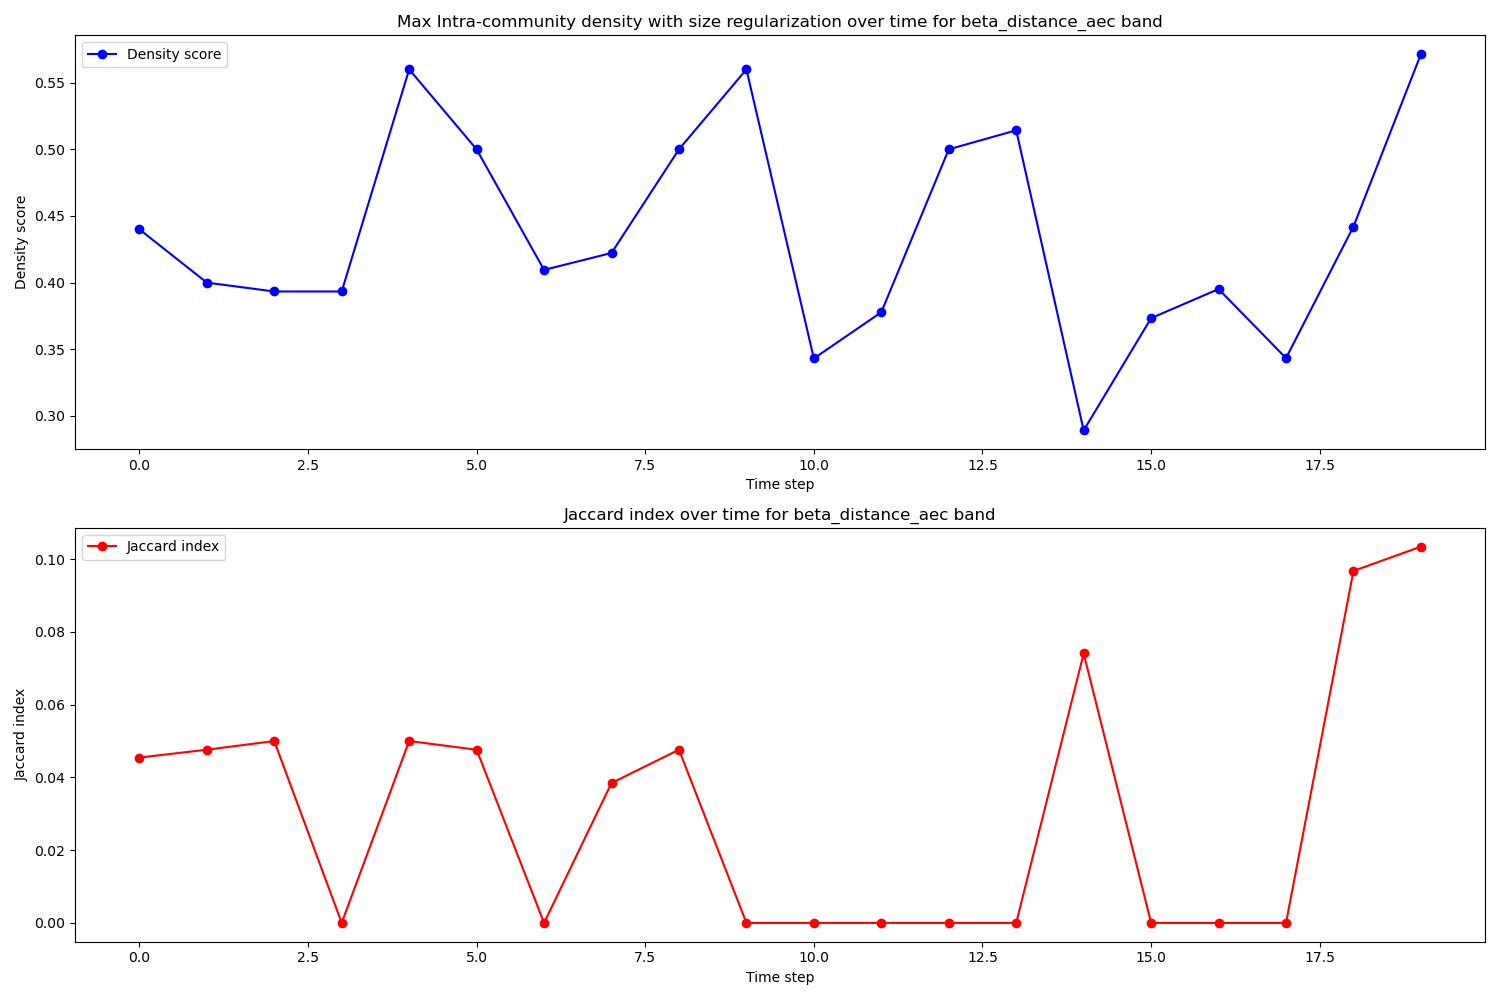 Max Intra-community density with size regularization over time for beta_distance_aec band
Density score
Density score
0.55
0.50
0.45
0.40
0.35
0.30
0.0 2.5 5.0 7.5 10.0 12.5 15.0 17.5
Time step
Jaccard index over time for beta_distance_aec band
Jaccard index
Jaccard index
0.10
0.08
0.06
0.04
0.02
0.00
0.0 2.5 5.0 7.5 10.0 12.5 15.0 17.5
Time step